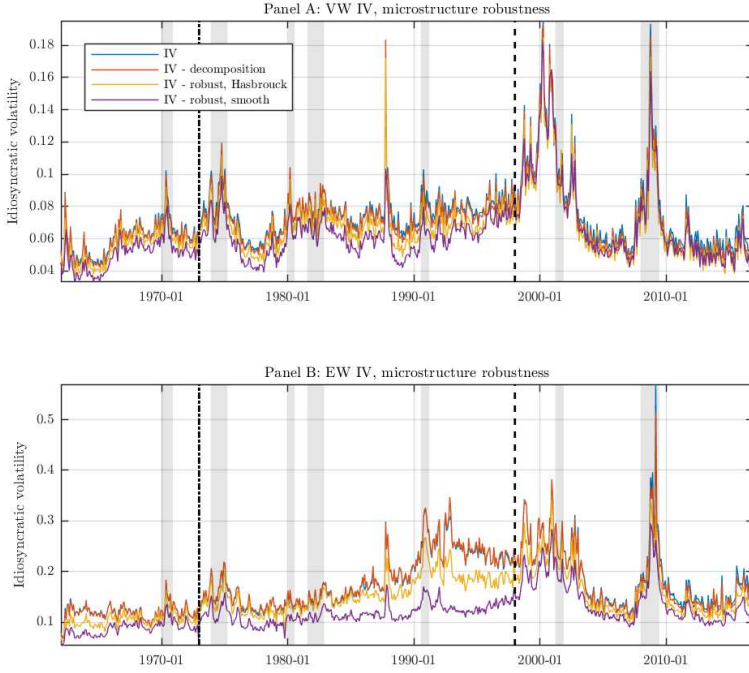 Panel A: VW IV, microstructure robustness
0.18
0.16
0.14
0.12
0.1
0.08
0.06
0.04
Idiosyncratic volatility
IV
IV - decomposition
IV - robust, Hasbrouck
IV - robust, smooth
1970-01 1980-01 1990-01 2000-01 2010-01
Panel B: EW IV, microstructure robustness
0.5
0.4
0.3
0.2
0.1
Idiosyncratic volatility
1970-01 1980-01 1990-01 2000-01 2010-01